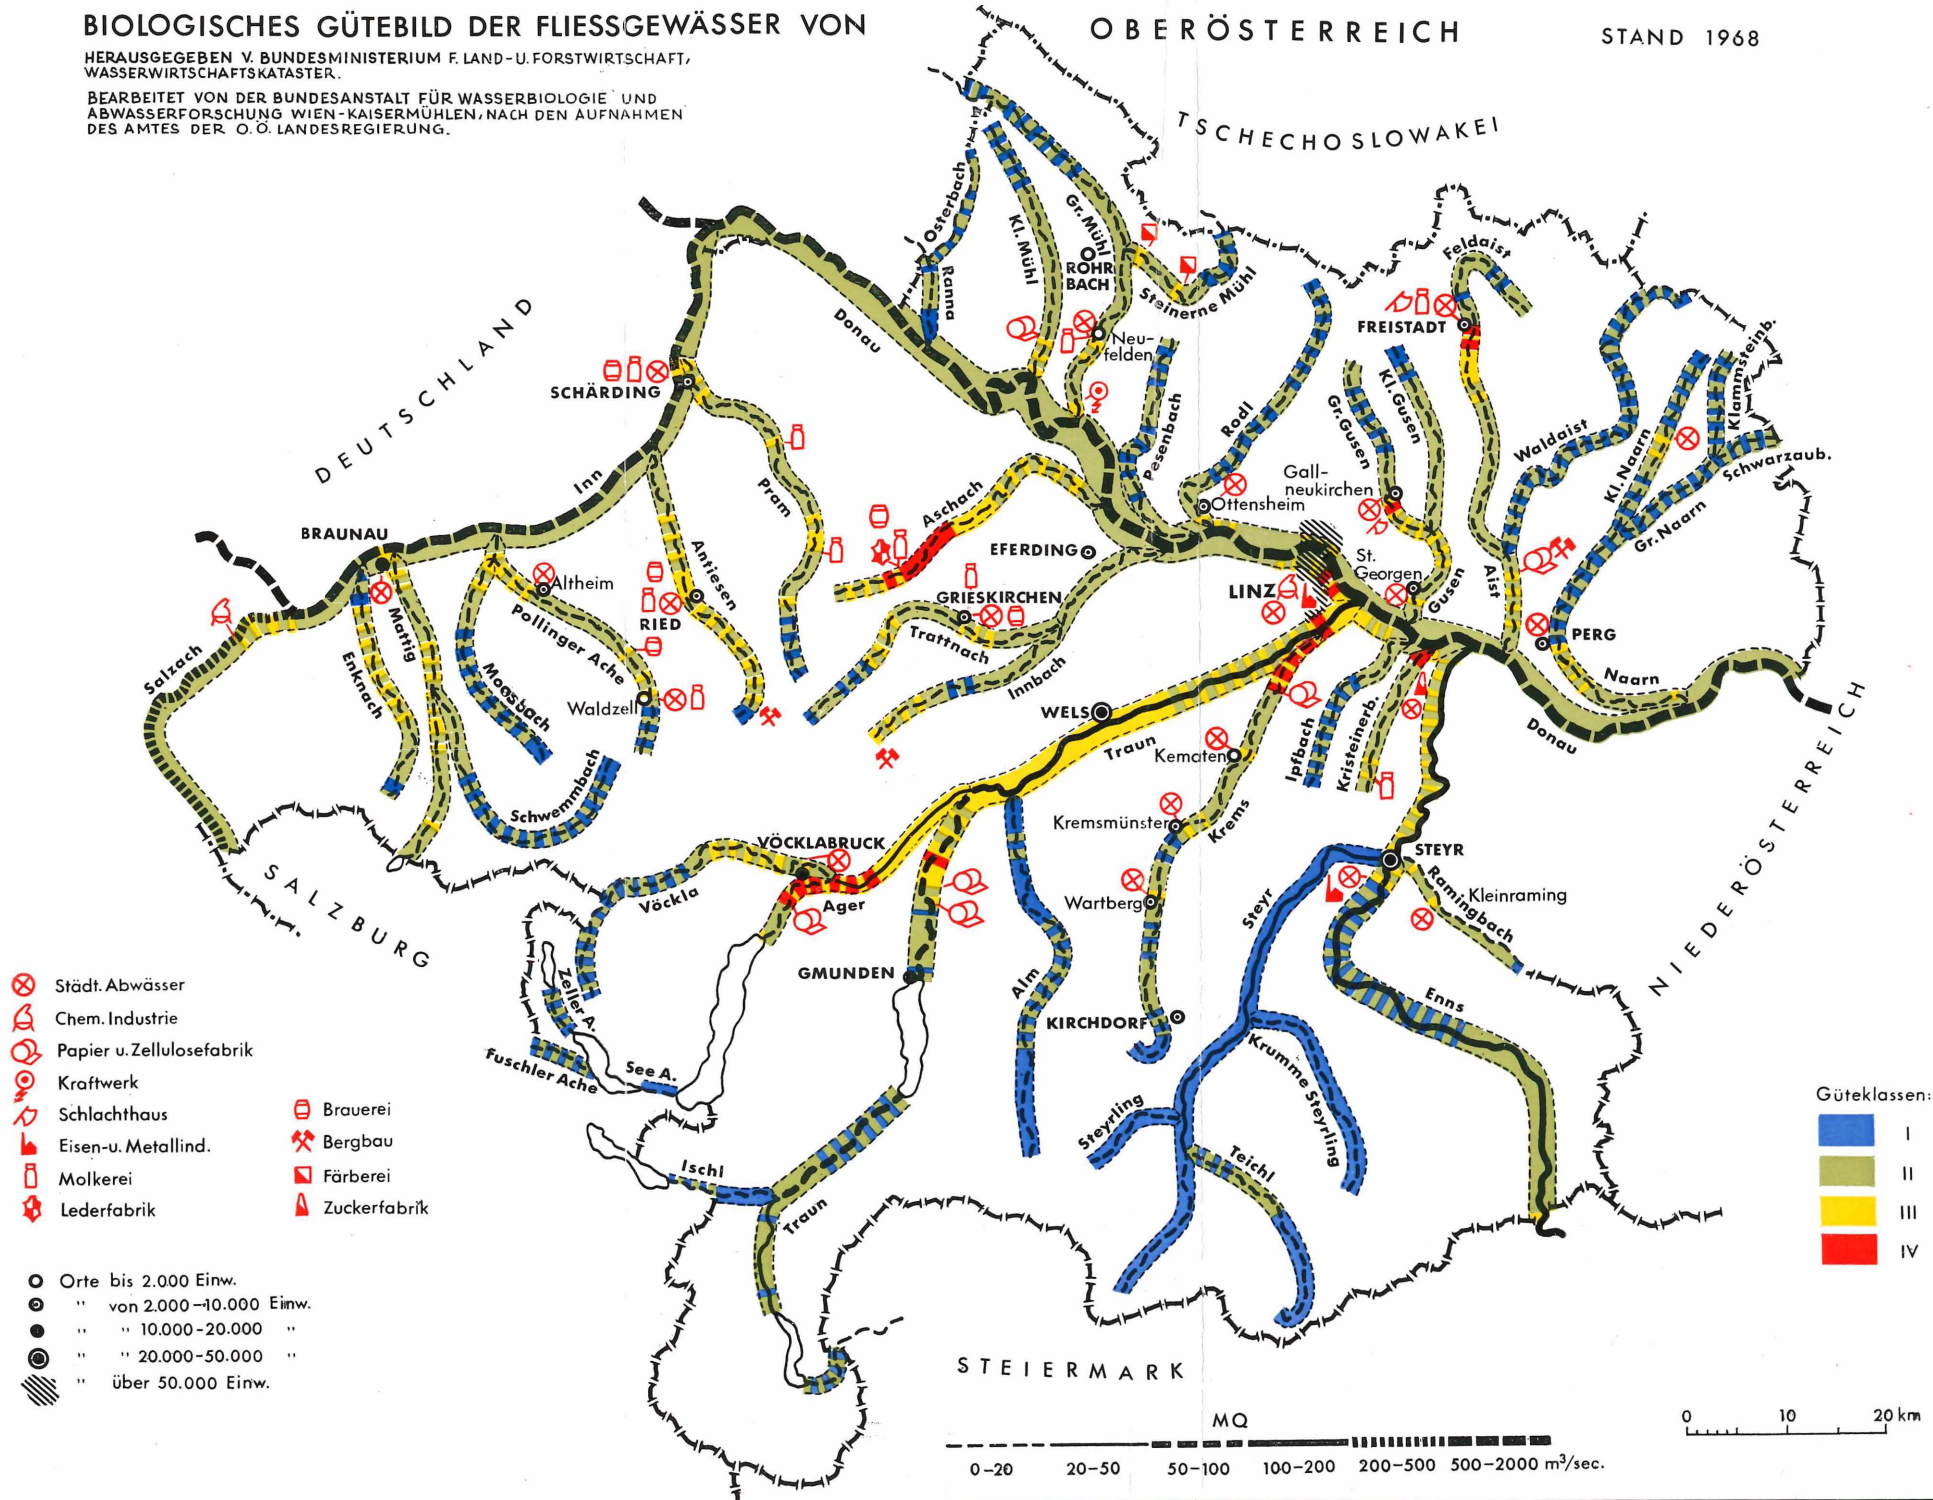 BIOLOGISCHES GÜTEBILD DER FLIESSGEWÄSSER VON OBERÖSTERREICH
STAND 1968
HERAUSGEGEBEN V. BUNDESMINISTERIUM F. LAND-U. FORSTWIRTSCHAFT,
WASSERWIRTSCHAFTSKATASTER.
BEARBEITET VON DER BUNDESANSTALT FÜR WASSERBIOLOGIE UND
ABWASSERFORSCHUNG WIEN-KAISERMÜHLEN, NACH DEN AUFNAHMEN
DES AMTES DER O.Ö. LANDESREGIERUNG.
TSCHECHOSLOWAKEI
DEUTSCHLAND
Osterbach
Ranna
Kl. Mühl
Gr. Mühl
ROHR
BACH
Steinerne Mühl
Neu-
felden
Donau
Feldaist
FREISTADT
SCHÄRDING
Inn
Pram
Pesenbach
Rodl
Gr. Gusen
Kl. Gusen
Gall-
neukirchen
Ottensheim
Waldaist
Kl. Naarn
Klammsteinb.
Schwarzaub.
Gr. Naarn
BRAUNAU
Aschach
EFERDING
Antiesen
Altheim
RIED
GRIESKIRCHEN
Trattnach
Innbach
LINZ
St.
Georgen
Gusen
Aist
PERG
Naarn
Donau
Salzach
Enknach
Mattig
Moosbach
Pollinger Ache
Waldzell
Schwemmbach
WELS
Traun
Kematen
Ipfbach
Kristeinerb.
Krems
Kremsmünster
Wartberg
VÖCKLABRUCK
Vöckla
Ager
STEYR
Ramingbach
Kleinraming
Steyr
Enns
SALZBURG
NIEDERÖSTERREICH
GMUNDEN
Alm
KIRCHDORF
Zeller A.
Fuschler Ache
See A.
Krumme Steyrling
Steyrling
Teichl
Ischl
Traun
STEIERMARK
Städt. Abwässer
Chem. Industrie
Papier u. Zellulosefabrik
Kraftwerk
Schlachthaus
Eisen-u. Metallind.
Molkerei
Lederfabrik
Brauerei
Bergbau
Färberei
Zuckerfabrik
Orte bis 2.000 Einw.
" von 2.000-10.000 Einw.
" " 10.000-20.000 "
" " 20.000-50.000 "
" über 50.000 Einw.
Güteklassen:
I
II
III
IV
MQ
0-20 20-50 50-100 100-200 200-500 500-2000 m³/sec.
0 10 20 km